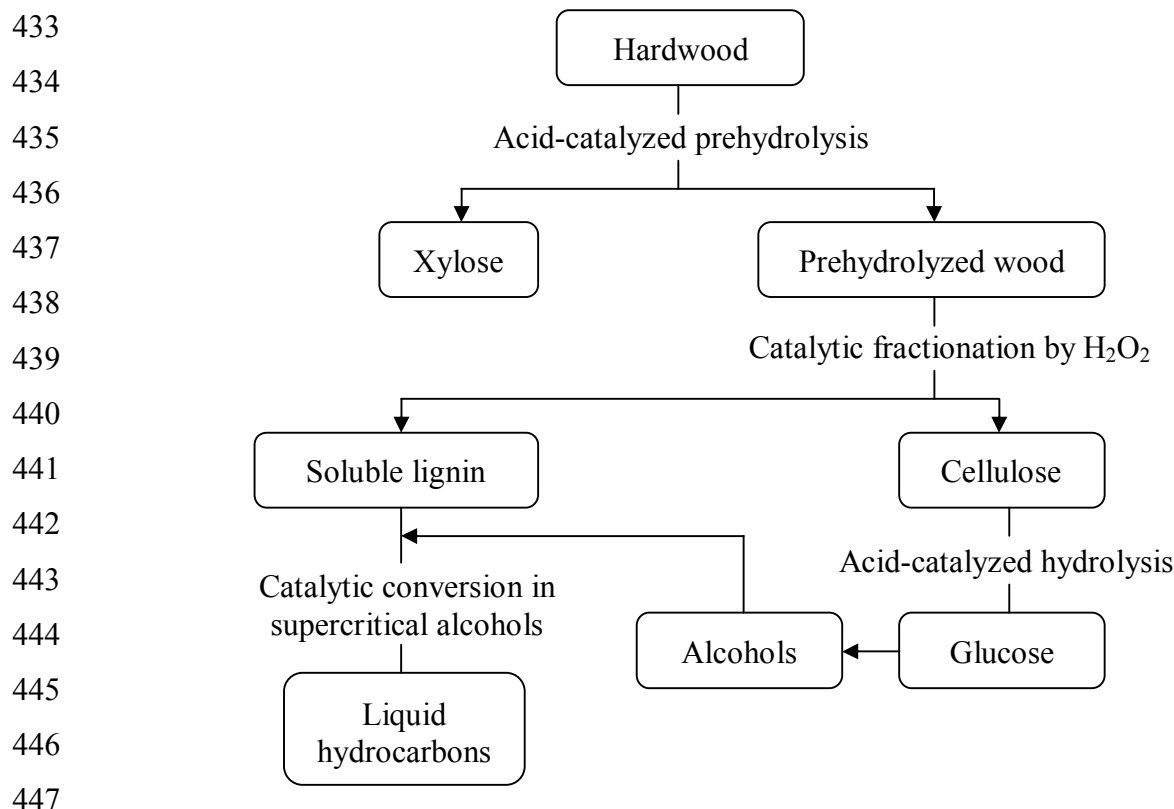 433
Hardwood
434
435
Acid-catalyzed prehydrolysis
436
437
Xylose
Prehydrolyzed wood
438
439
Catalytic fractionation by H₂O₂
440
441
Soluble lignin
Cellulose
442
443
Acid-catalyzed hydrolysis
Catalytic conversion in
supercritical alcohols
444
Alcohols
Glucose
445
Liquid
hydrocarbons
446
447